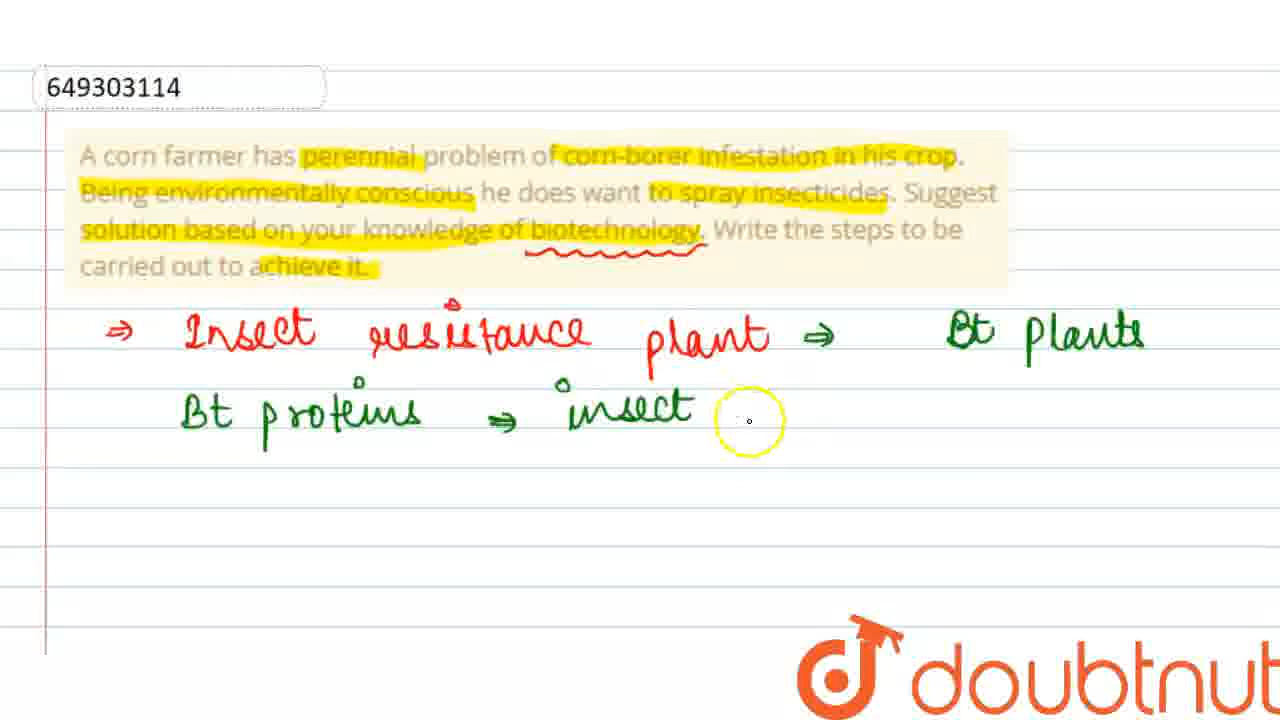 649303114
A corn farmer has perennial problem of corn-borer infestation in his crop.
Being environmentally conscious he does want to spray insecticides. Suggest
solution based on your knowledge of biotechnology. Write the steps to be
carried out to achieve it.
⇒ Insect resistance plant ⇒ Bt plants
Bt proteins ⇒ insect
doubtnut